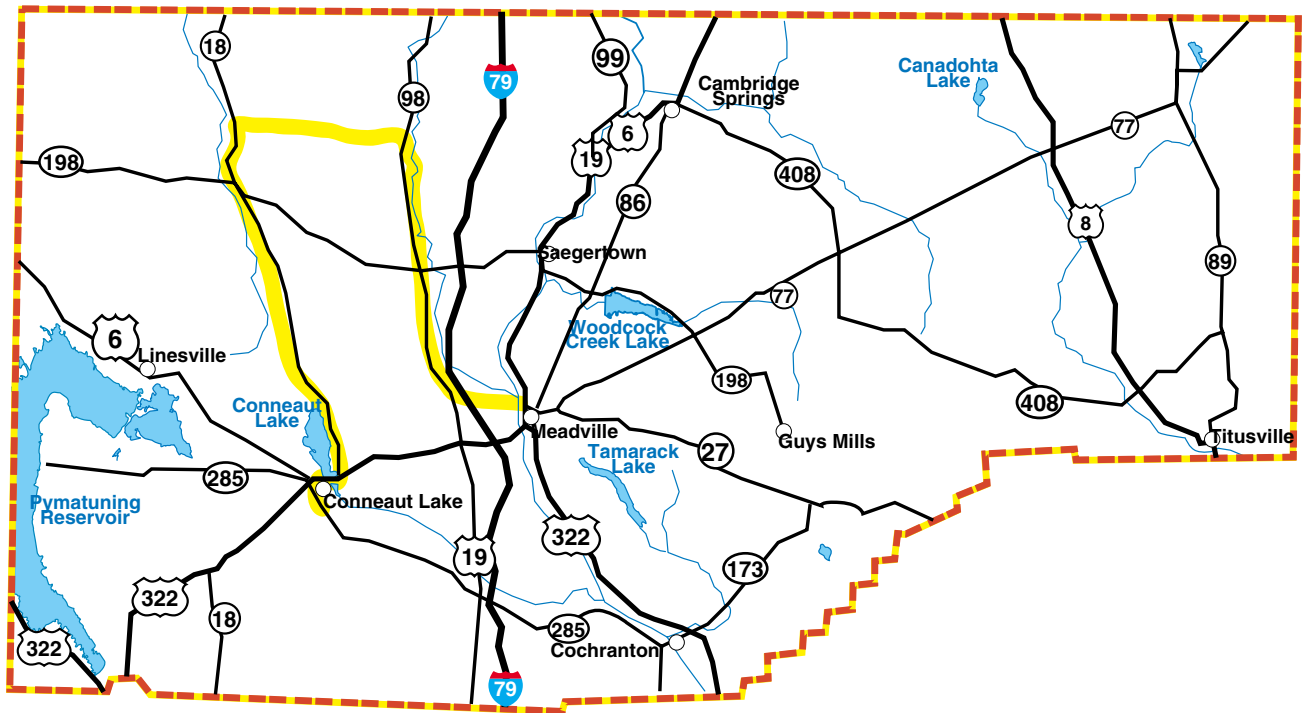 18
98
79
99
Cambridge
Springs
Canadohta
Lake
6
19
77
198
408
86
8
Saegertown
89
77
Woodcock
Creek Lake
6
Linesville
198
Conneaut
Lake
408
Meadville
Guys Mills
Titusville
27
Tamarack
Lake
285
Conneaut Lake
Pymatuning
Reservoir
322
19
173
322
18
285
322
Cochranton
79